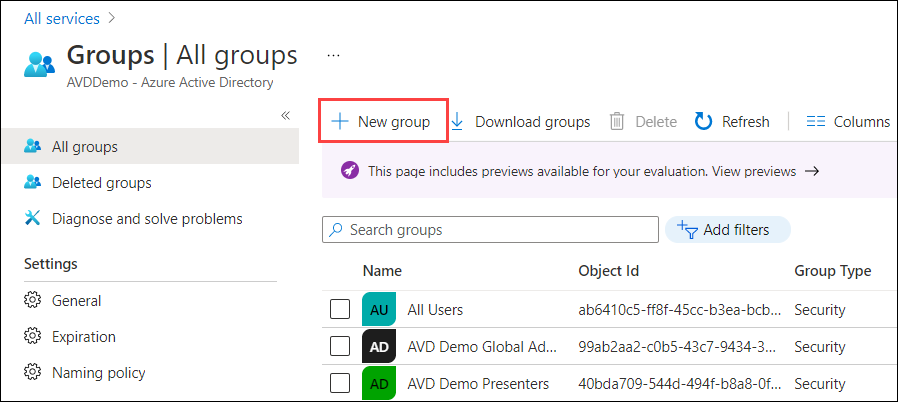 All services
Groups | All groups ...
AVDDemo - Azure Active Directory
«
New group Download groups Delete Refresh Columns
All groups
Deleted groups
Diagnose and solve problems
Settings
General
Expiration
Naming policy
This page includes previews available for your evaluation. View previews →
Search groups Add filters
Name Object Id Group Type
AU All Users ab6410c5-ff8f-45cc-b3ea-bcb... Security
AD AVD Demo Global Ad... 99ab2aa2-c0b5-43c7-9434-3... Security
AD AVD Demo Presenters 40bda709-544d-494f-b8a8-0f... Security